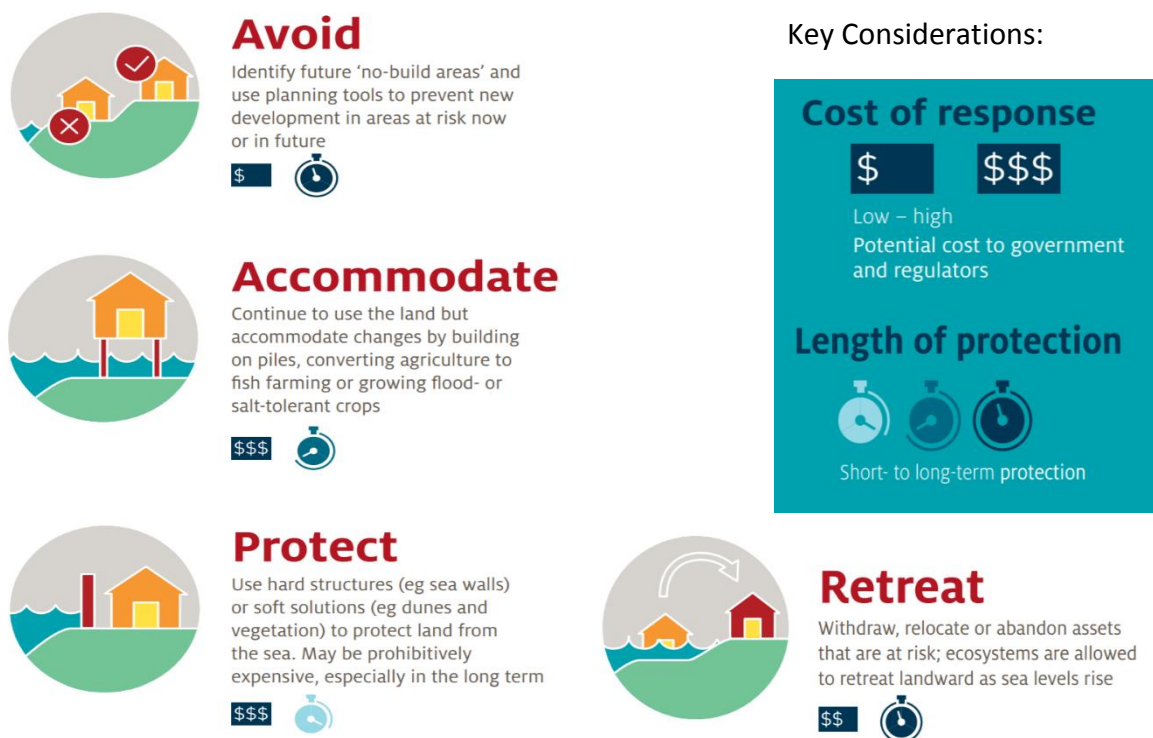 Avoid
Identify future ‘no-build areas’ and
use planning tools to prevent new
development in areas at risk now
or in future
$
Accommodate
Continue to use the land but
accommodate changes by building
on piles, converting agriculture to
fish farming or growing flood- or
salt-tolerant crops
$$$
Protect
Use hard structures (eg sea walls)
or soft solutions (eg dunes and
vegetation) to protect land from
the sea. May be prohibitively
expensive, especially in the long term
$$$
Key Considerations:
Cost of response
$ $$$
Low – high
Potential cost to government
and regulators
Length of protection
Short- to long-term protection
Retreat
Withdraw, relocate or abandon assets
that are at risk; ecosystems are allowed
to retreat landward as sea levels rise
$$